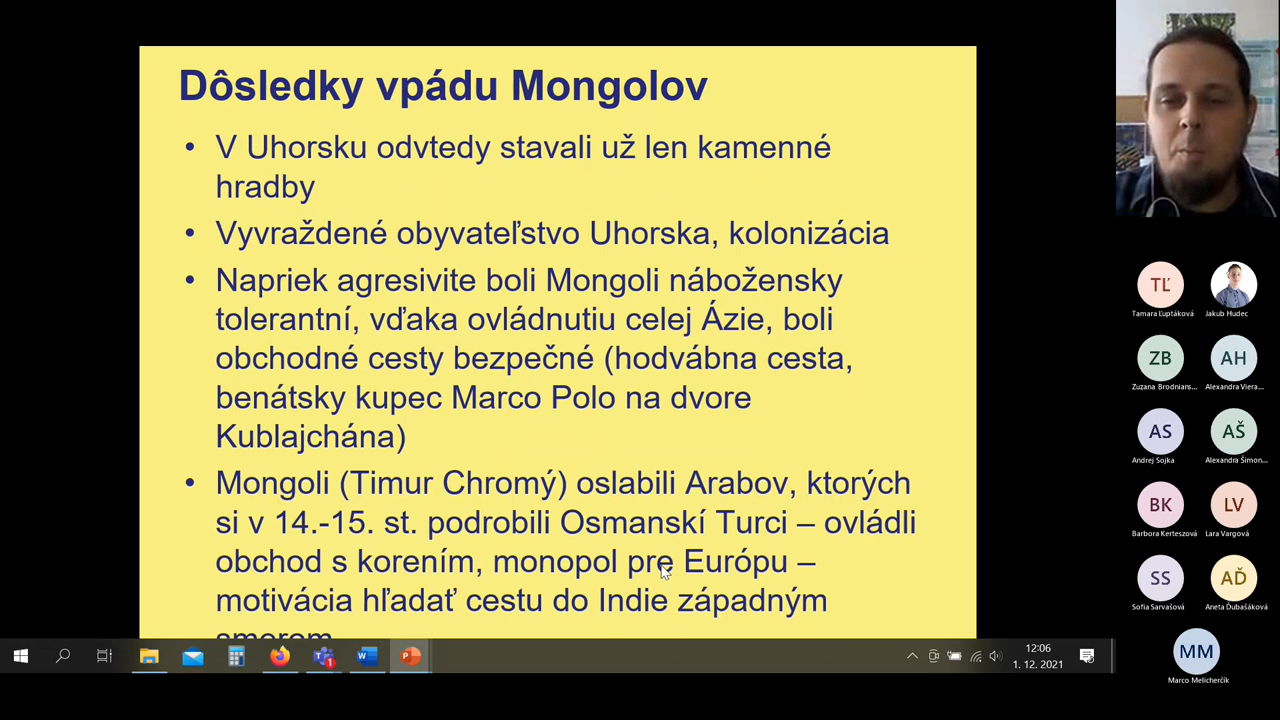 Dôsledky vpádu Mongolov
• V Uhorsku odvtedy stavali už len kamenné
hradby
• Vyvraždené obyvateľstvo Uhorska, kolonizácia
• Napriek agresivite boli Mongoli nábožensky
tolerantní, vďaka ovládnutiu celej Ázie, boli
obchodné cesty bezpečné (hodvábna cesta,
benátsky kupec Marco Polo na dvore
Kublajchána)
• Mongoli (Timur Chromý) oslabili Arabov, ktorých
si v 14.-15. st. podrobili Osmanskí Turci – ovládli
obchod s korením, monopol pre Európu –
motivácia hľadať cestu do Indie západným
smerom
TĽ
Tamara Ľuptáková
Jakub Hudec
ZB
Zuzana Brodnians...
AH
Alexandra Viera...
AS
Andrej Sojka
AŠ
Alexandra Šimon...
BK
Barbora Kerteszová
LV
Lara Vargová
SS
Sofia Sarvašová
AĎ
Aneta Ďubašáková
MM
Marco Melicherčík
1
12:06
1. 12. 2021